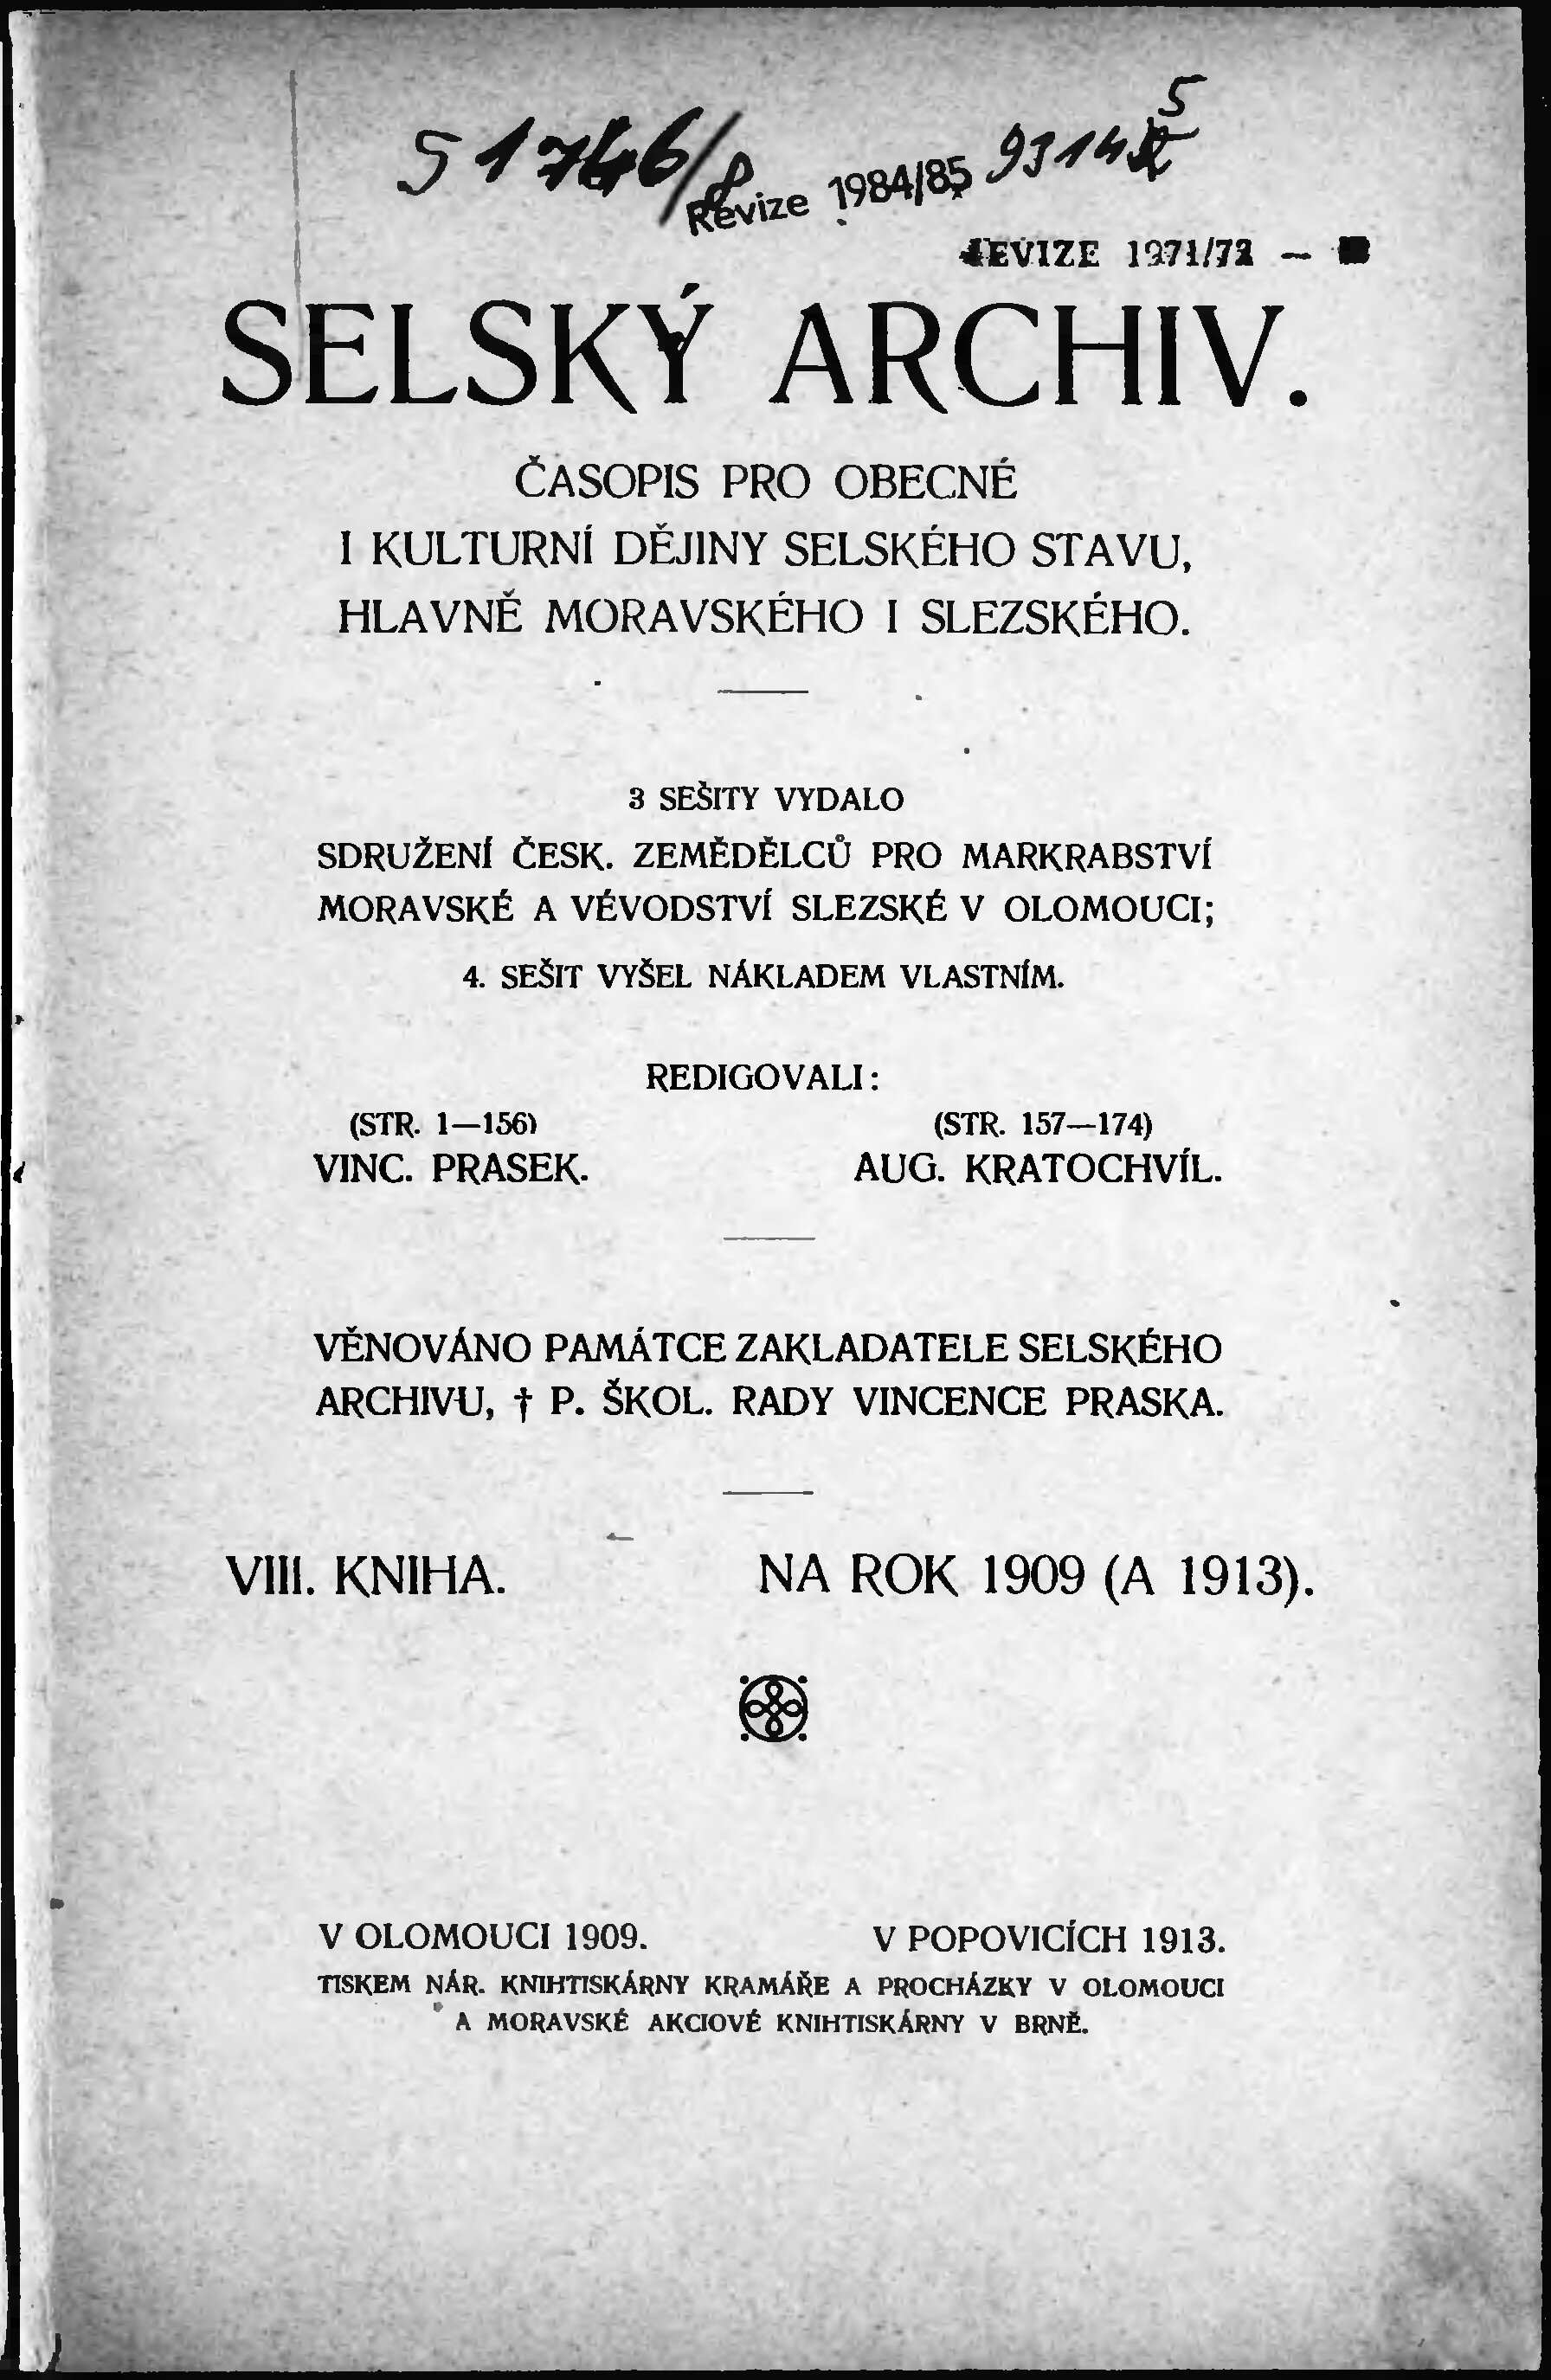 Revize 1984/85
REVIZE 1971/72 —
SELSKÝ ARCHIV.
ČASOPIS PRO OBECNÉ
I KULTURNÍ DĚJINY SELSKÉHO STAVU,
HLAVNĚ MORAVSKÉHO I SLEZSKÉHO.
3 SEŠITY VYDALO
SDRUŽENÍ ČESK. ZEMĚDĚLCŮ PRO MARKRABSTVÍ
MORAVSKÉ A VÉVODSTVÍ SLEZSKÉ V OLOMOUCI;
4. SEŠIT VYŠEL NÁKLADEM VLASTNÍM.
REDIGOVALI:
(STR. 1—156) (STR. 157—174)
VINC. PRASEK. AUG. KRATOCHVÍL.
VĚNOVÁNO PAMÁTCE ZAKLADATELE SELSKÉHO
ARCHIVU, † P. ŠKOL. RADY VINCENCE PRASKA.
VIII. KNIHA. NA ROK 1909 (A 1913).
V OLOMOUCI 1909. V POPOVICÍCH 1913.
TISKEM NÁR. KNIHTISKÁRNY KRAMÁŘE A PROCHÁZKY V OLOMOUCI
A MORAVSKÉ AKCIOVÉ KNIHTISKÁRNY V BRNĚ.